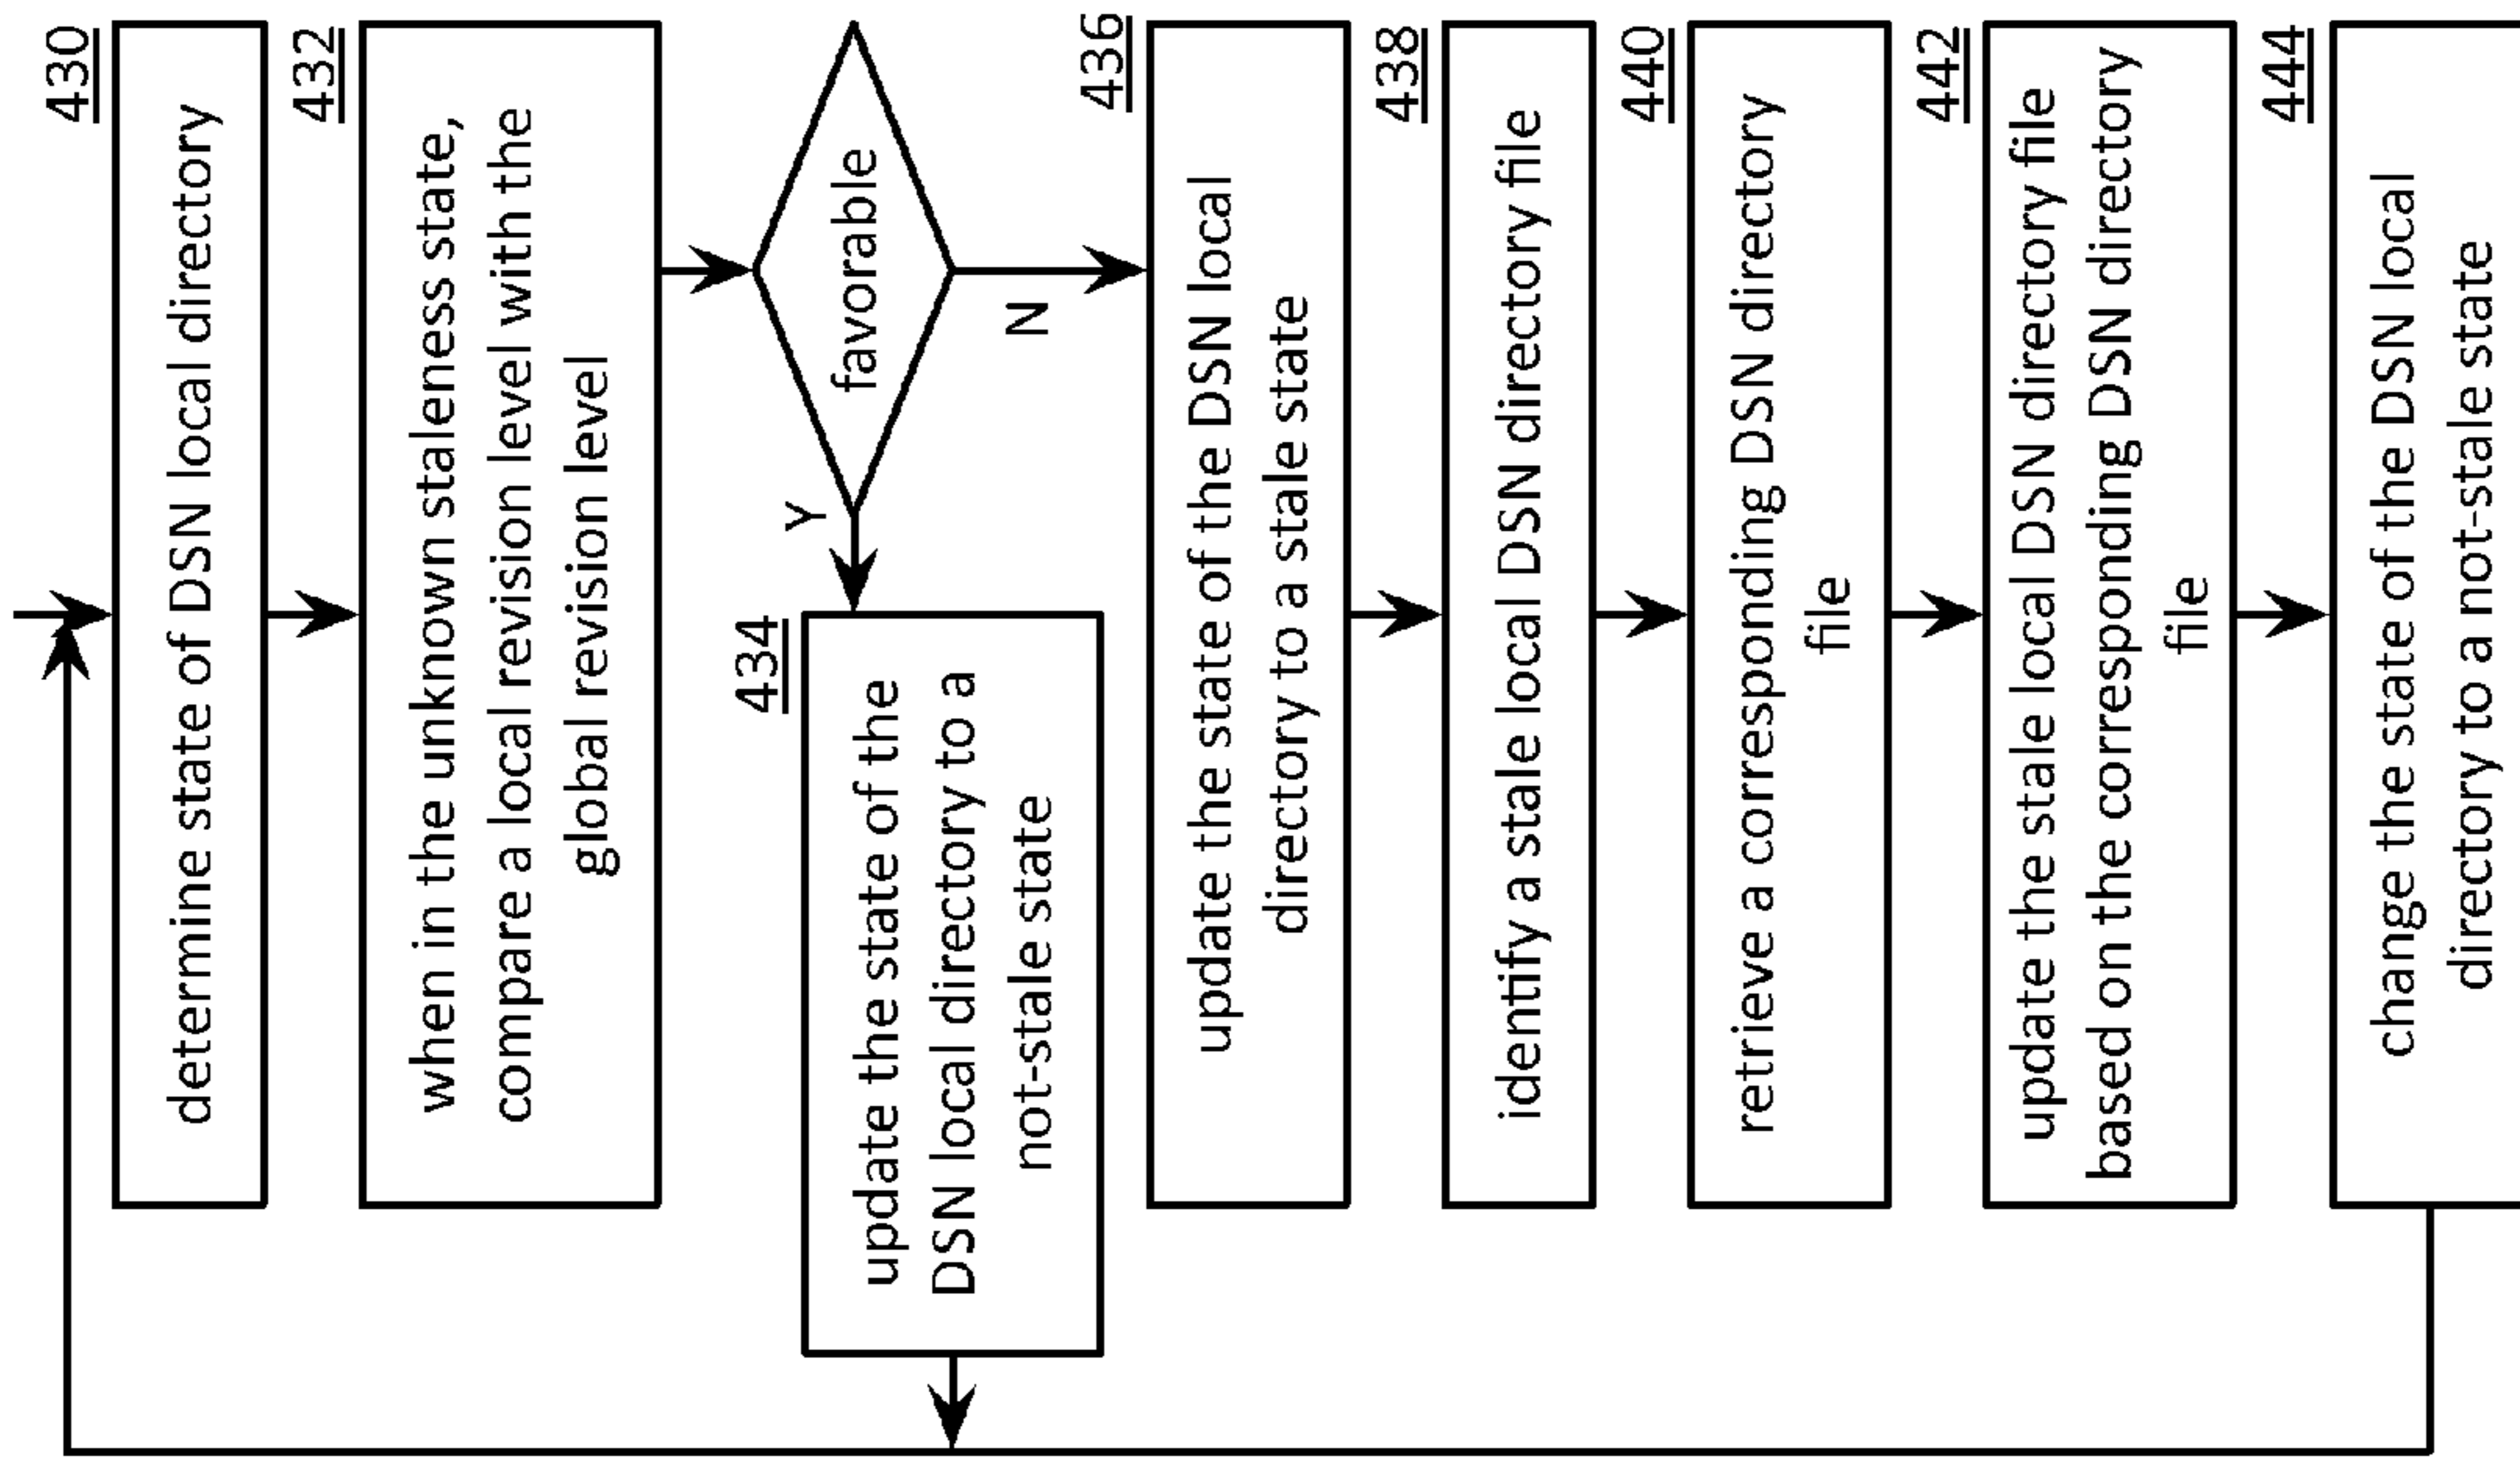 430
determine state of DSN local directory
432
when in the unknown staleness state,
compare a local revision level with the
global revision level
favorable
Y
N
434
update the state of the
DSN local directory to a
not-stale state
436
update the state of the DSN local
directory to a stale state
438
identify a stale local DSN directory file
440
retrieve a corresponding DSN directory
file
442
update the stale local DSN directory file
based on the corresponding DSN directory
file
444
change the state of the DSN local
directory to a not-stale state